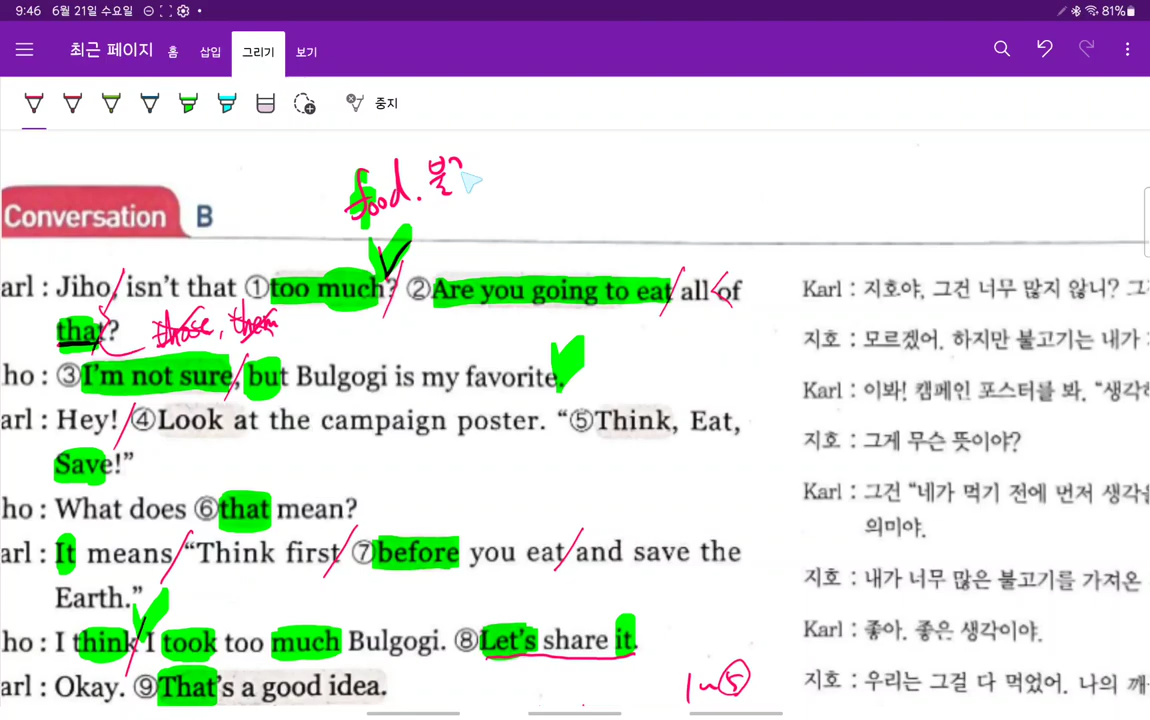 9:46 6월 21일 수요일 81%
최근 페이지 홈 삽입 그리기 보기
중지
food. 불
Conversation B
arl : Jiho, isn't that ①too much? ②Are you going to eat all of
that?
those, them
ho : ③I'm not sure, but Bulgogi is my favorite.
arl : Hey! ④Look at the campaign poster. “⑤Think, Eat,
Save!”
ho : What does ⑥that mean?
arl : It means “Think first ⑦before you eat and save the
Earth.”
ho : I think I took too much Bulgogi. ⑧Let's share it.
arl : Okay. ⑨That's a good idea.
Karl : 지호야, 그건 너무 많지 않니? 그
지호 : 모르겠어, 하지만 불고기는 내가
Karl : 이봐! 캠페인 포스터를 봐, “생각
지호 : 그게 무슨 뜻이야?
Karl : 그건 “네가 먹기 전에 먼저 생각을
의미야.
지호 : 내가 너무 많은 불고기를 가져온
Karl : 좋아, 좋은 생각이야.
지호 : 우리는 그걸 다 먹었어. 나의 깨